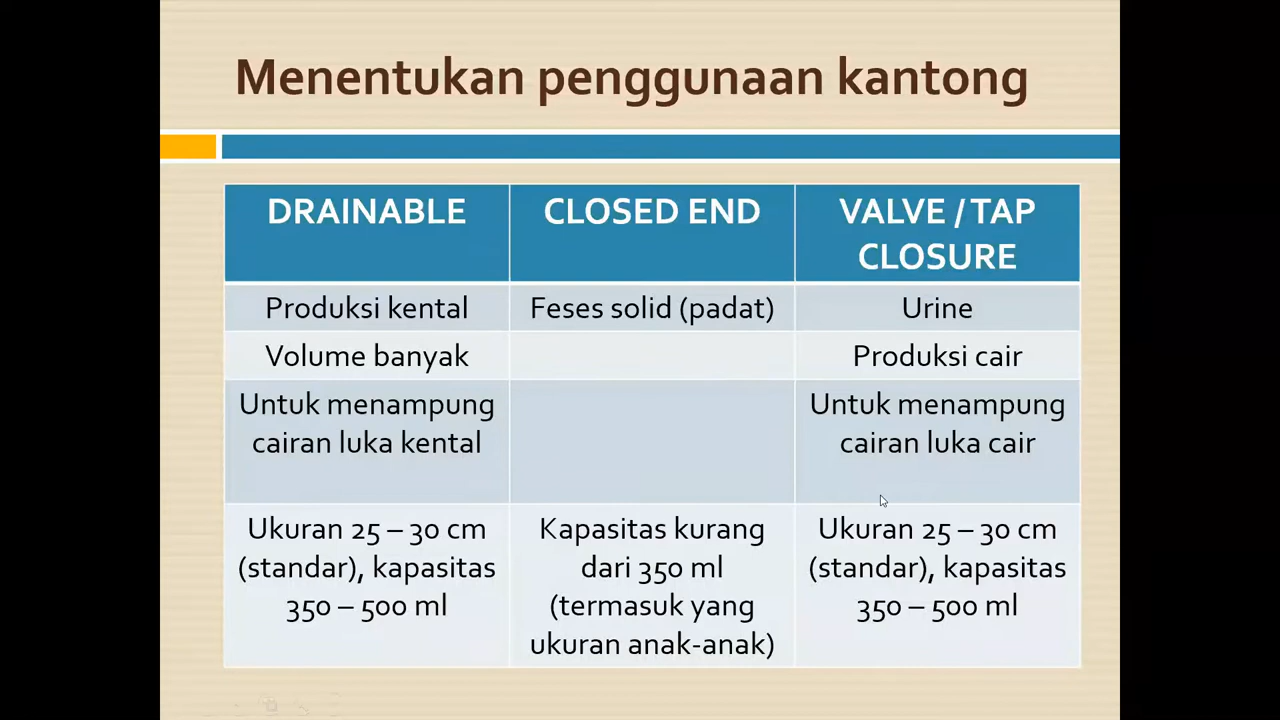 Menentukan penggunaan kantong
DRAINABLE
CLOSED END
VALVE / TAP
CLOSURE
Produksi kental
Feses solid (padat)
Urine
Volume banyak
Produksi cair
Untuk menampung
cairan luka kental
Untuk menampung
cairan luka cair
Ukuran 25 – 30 cm
(standar), kapasitas
350 – 500 ml
Kapasitas kurang
dari 350 ml
(termasuk yang
ukuran anak-anak)
Ukuran 25 – 30 cm
(standar), kapasitas
350 – 500 ml